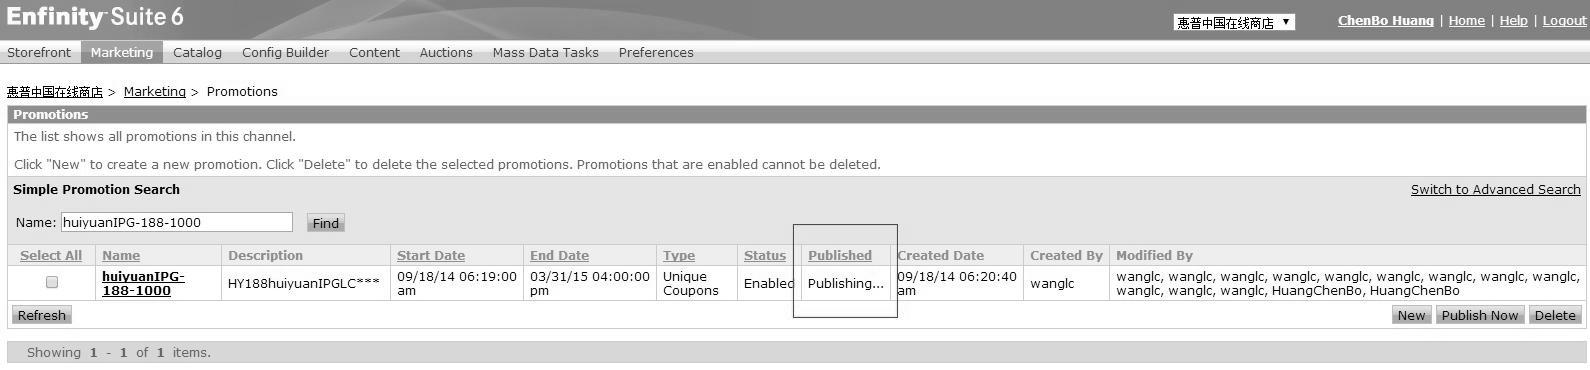 Enfinity Suite 6
惠普中国在线商店 ▼ ChenBo Huang | Home | Help | Logout
Storefront Marketing Catalog Config Builder Content Auctions Mass Data Tasks Preferences
惠普中国在线商店 > Marketing > Promotions
Promotions
The list shows all promotions in this channel.
Click "New" to create a new promotion. Click "Delete" to delete the selected promotions. Promotions that are enabled cannot be deleted.
Simple Promotion Search Switch to Advanced Search
Name: huiyuanIPG-188-1000 Find
Select All Name Description Start Date End Date Type Status Published Created Date Created By Modified By
huiyuanIPG-188-1000 HY188huiyuanIPGLC*** 09/18/14 06:19:00 am 03/31/15 04:00:00 pm Unique Coupons Enabled Publishing... 09/18/14 06:20:40 am wanglc wanglc, wanglc, wanglc, wanglc, wanglc, wanglc, wanglc, wanglc, wanglc, wanglc, wanglc, wanglc, HuangChenBo, HuangChenBo
Refresh New Publish Now Delete
Showing 1 - 1 of 1 items.